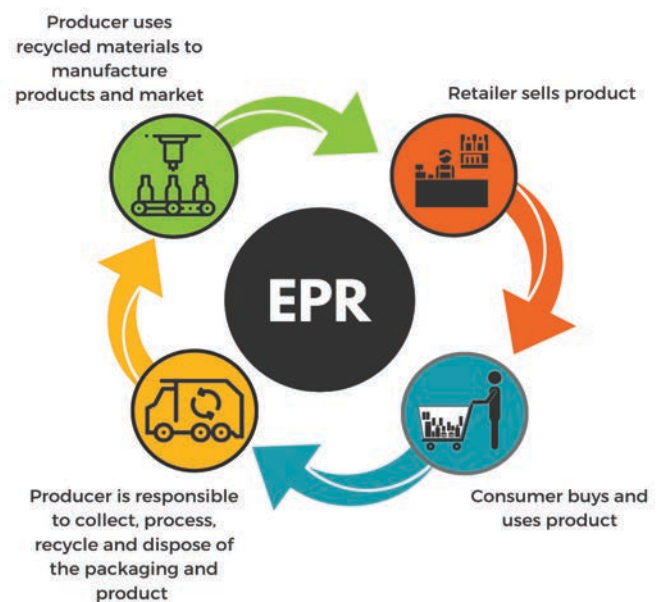 Producer uses
recycled materials to
manufacture
products and market
Retailer sells product
EPR
Consumer buys and
uses product
Producer is responsible
to collect, process,
recycle and dispose of
the packaging and
product